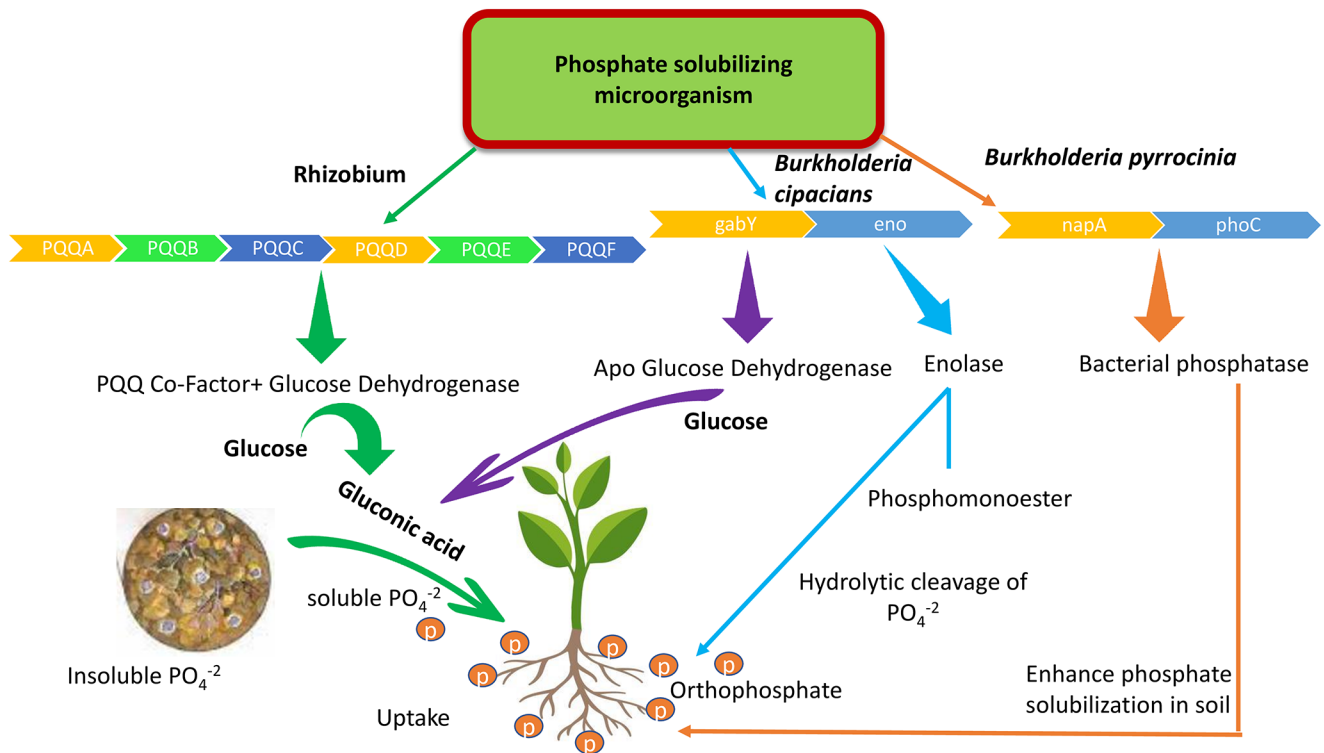 Phosphate solubilizing
microorganism
Rhizobium
Burkholderia
cipacians
Burkholderia pyrrocinia
PQQA
PQQB
PQQC
PQQD
PQQE
PQQF
gabY
eno
napA
phoC
PQQ Co-Factor+ Glucose Dehydrogenase
Apo Glucose Dehydrogenase
Enolase
Bacterial phosphatase
Glucose
Glucose
Gluconic acid
Phosphomonoester
Hydrolytic cleavage of
PO₄⁻²
soluble PO₄⁻²
Insoluble PO₄⁻²
Uptake
p
p
p
p
p
p
p
p
p
Orthophosphate
Enhance phosphate
solubilization in soil